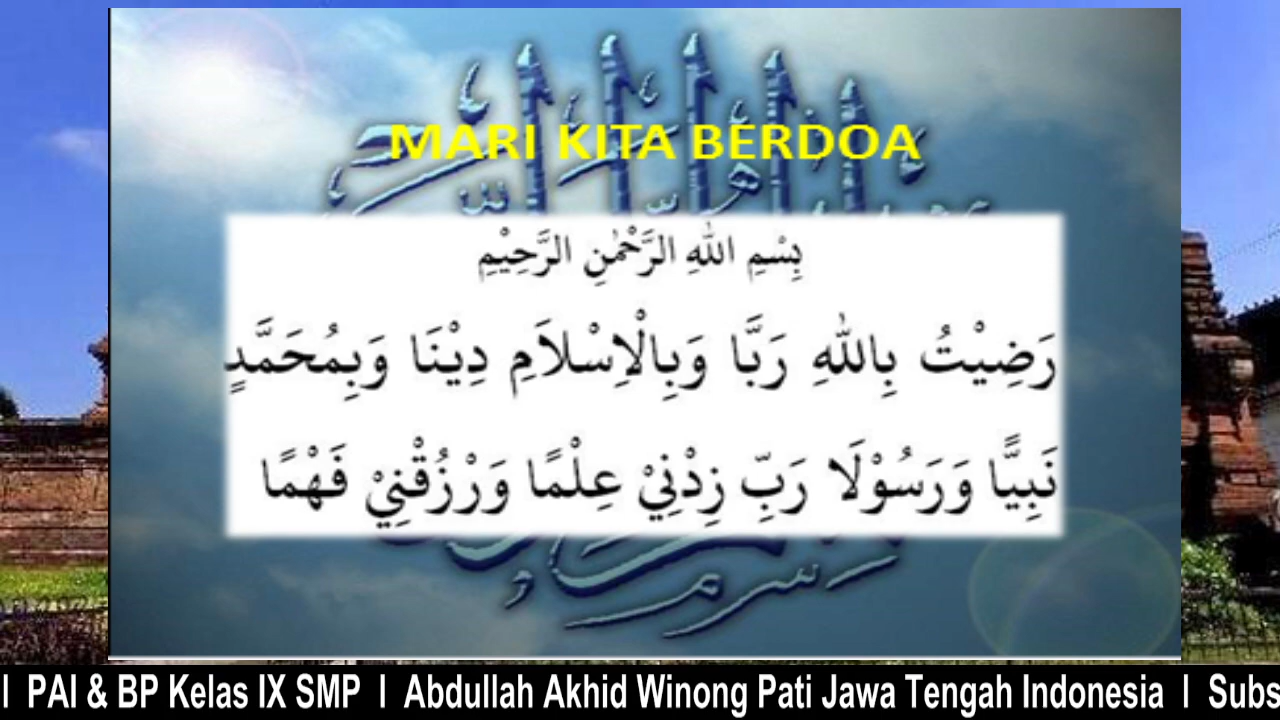 MARI KITA BERDOA
بِسْمِ اللهِ الرَّحْمٰنِ الرَّحِيْمِ
رَضِيْتُ بِاللهِ رَبَّا وَبِالْاِسْلاَمِ دِيْنَا وَبِمُحَمَّدٍ
نَبِيًّا وَرَسُوْلَا رَبِّ زِدْنِيْ عِلْمًا وَرْزُقْنِيْ فَهْمًا
I PAI & BP Kelas IX SMP I Abdullah Akhid Winong Pati Jawa Tengah Indonesia I Subs